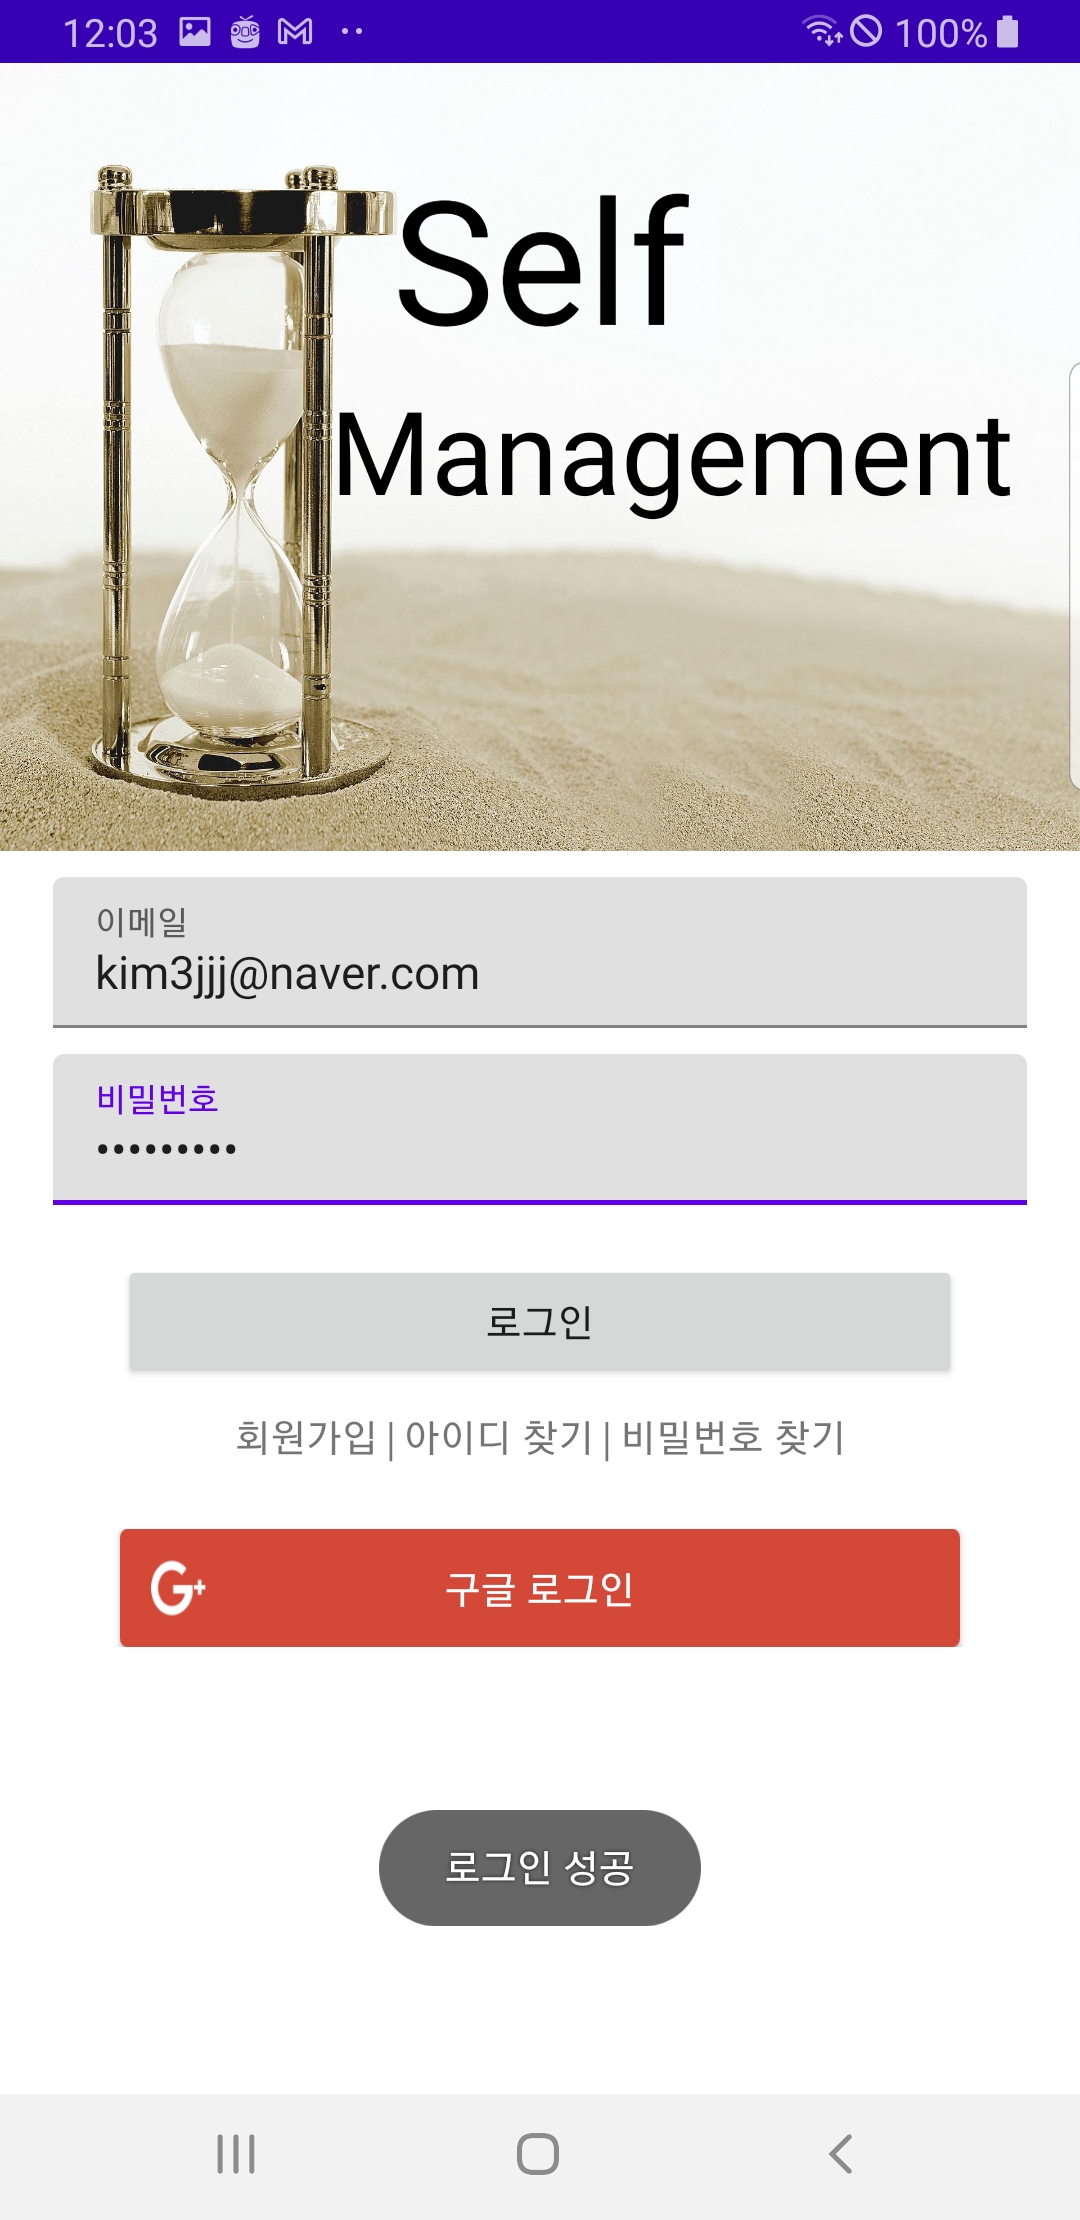 12:03 100%
Self
Management
이메일
kim3jjj@naver.com
비밀번호
•••••••••
로그인
회원가입 | 아이디 찾기 | 비밀번호 찾기
G+ 구글 로그인
로그인 성공